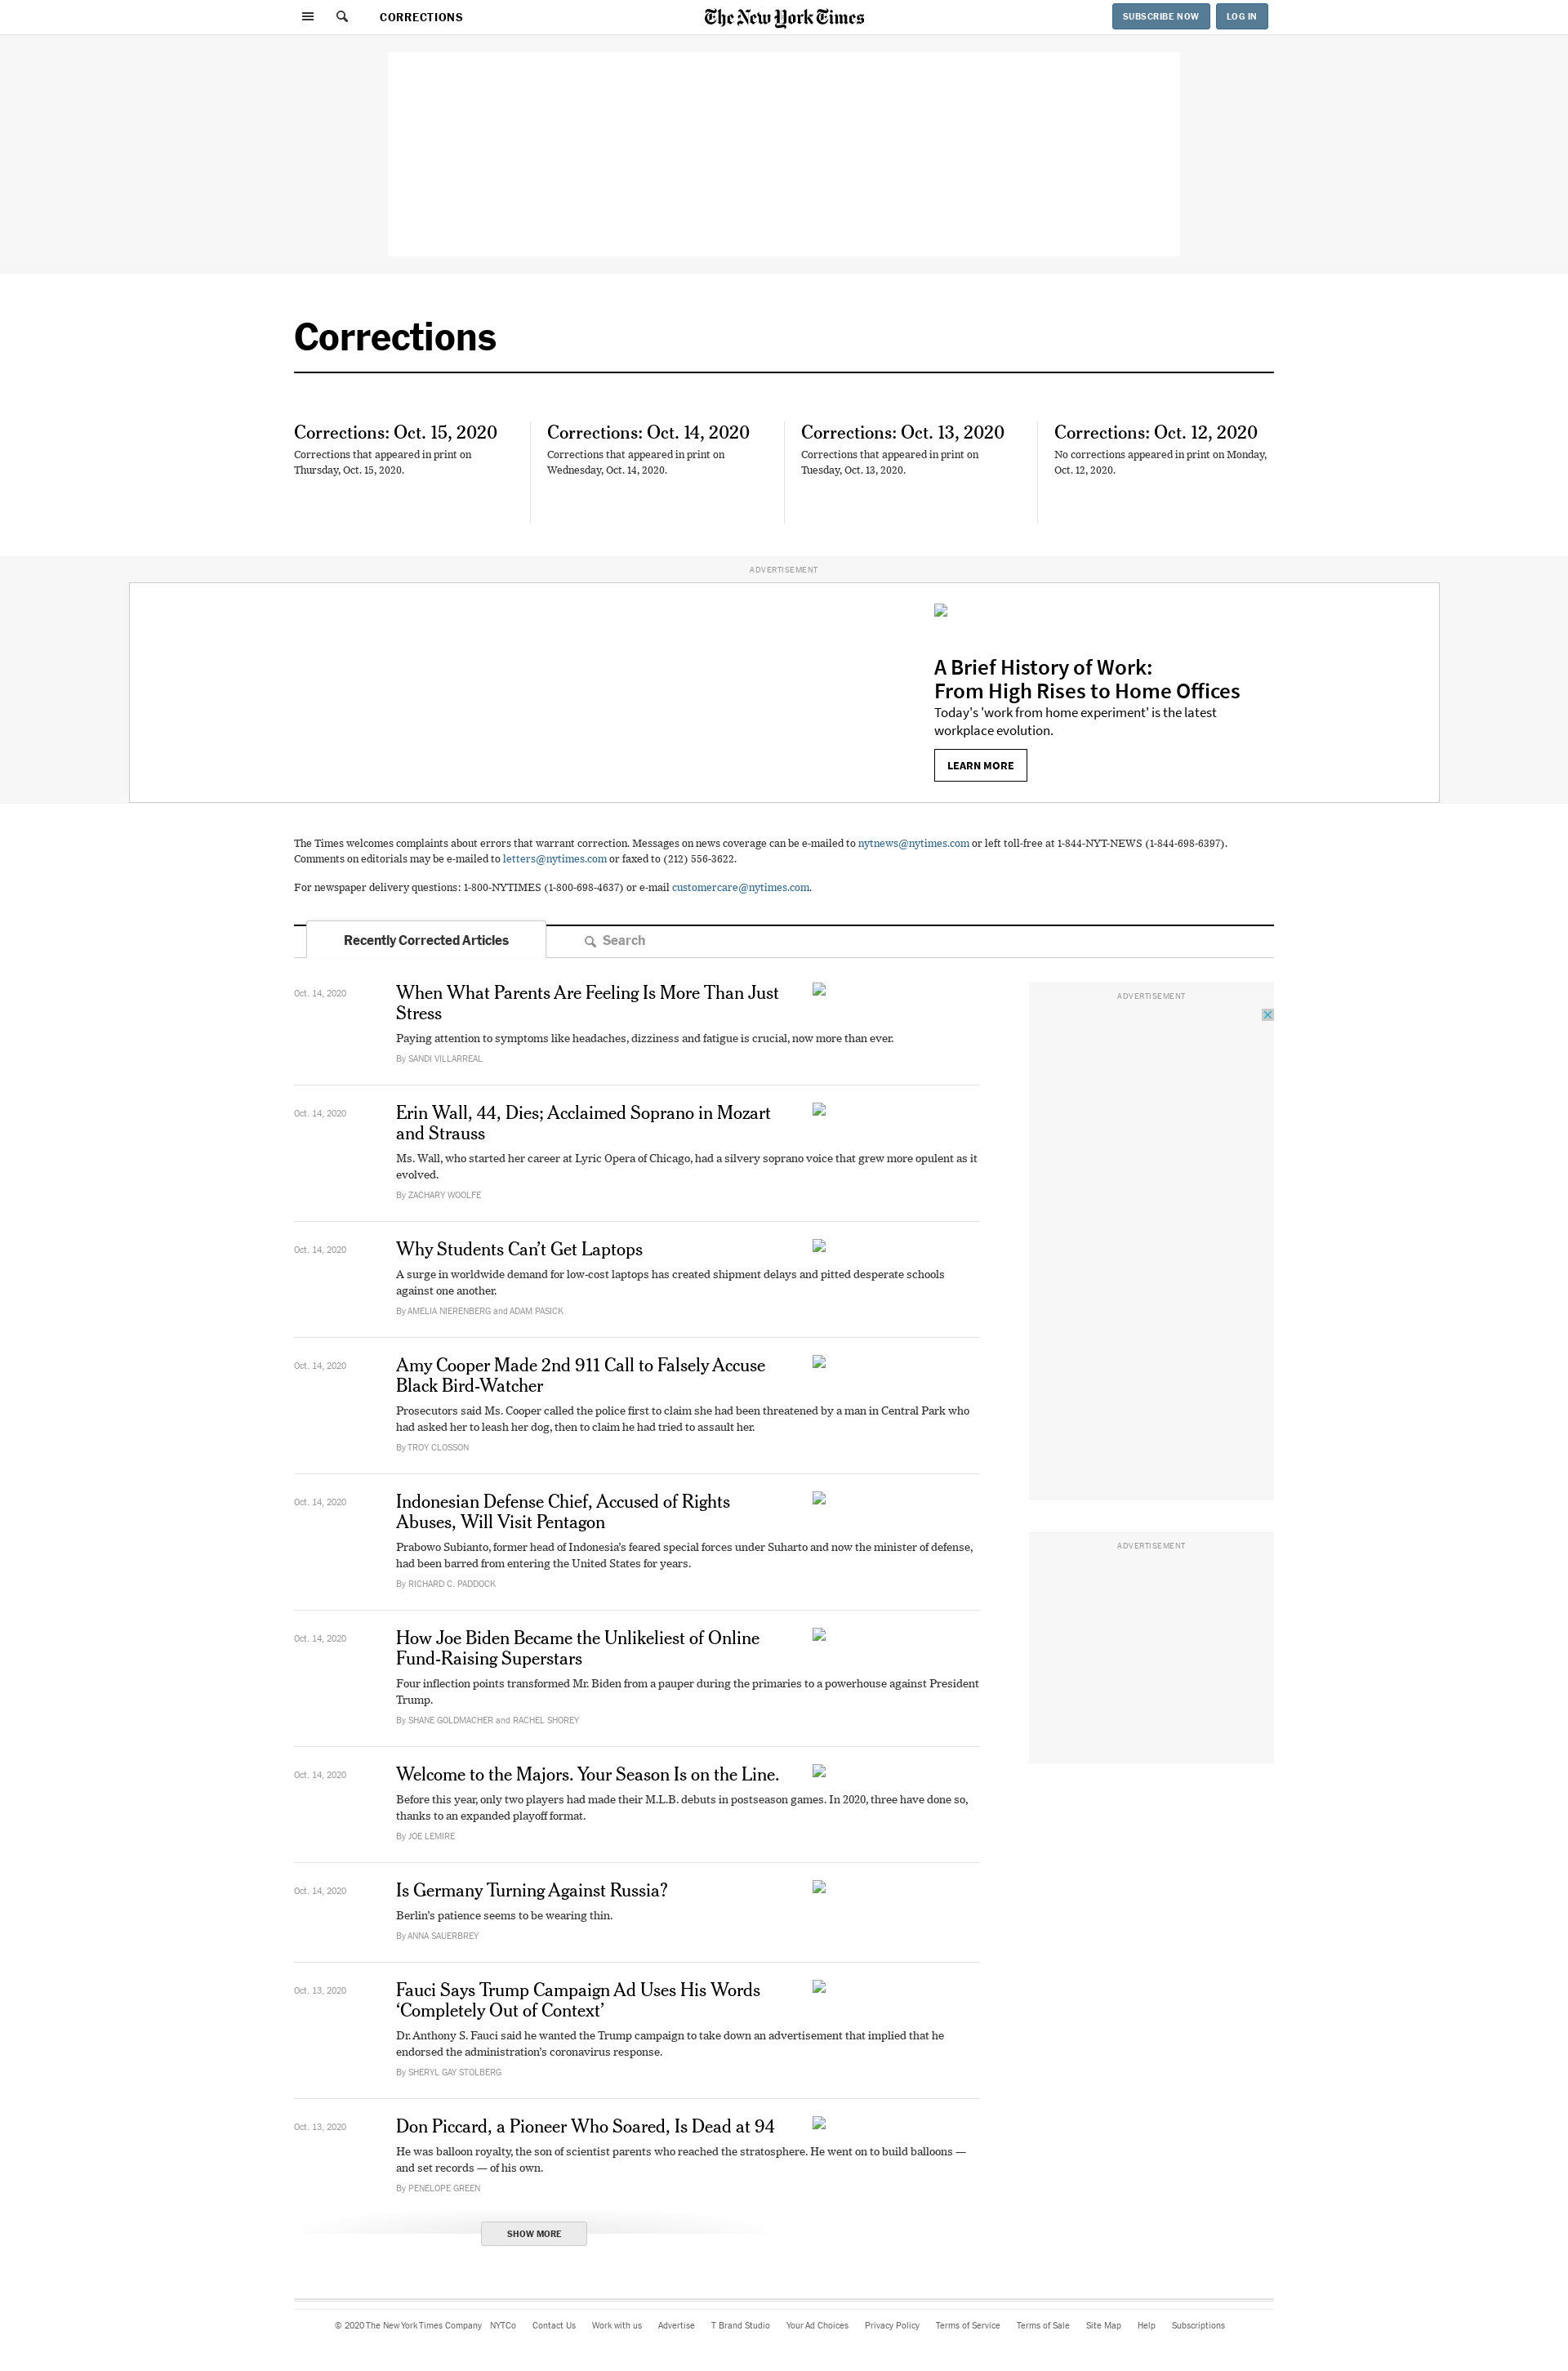 CORRECTIONS
The New York Times
SUBSCRIBE NOW
LOG IN
Corrections
Corrections: Oct. 15, 2020
Corrections that appeared in print on
Thursday, Oct. 15, 2020.
Corrections: Oct. 14, 2020
Corrections that appeared in print on
Wednesday, Oct. 14, 2020.
Corrections: Oct. 13, 2020
Corrections that appeared in print on
Tuesday, Oct. 13, 2020.
Corrections: Oct. 12, 2020
No corrections appeared in print on Monday,
Oct. 12, 2020.
ADVERTISEMENT
A Brief History of Work:
From High Rises to Home Offices
Today's 'work from home experiment' is the latest
workplace evolution.
LEARN MORE
The Times welcomes complaints about errors that warrant correction. Messages on news coverage can be e-mailed to nytnews@nytimes.com or left toll-free at 1-844-NYT-NEWS (1-844-698-6397).
Comments on editorials may be e-mailed to letters@nytimes.com or faxed to (212) 556-3622.
For newspaper delivery questions: 1-800-NYTIMES (1-800-698-4637) or e-mail customercare@nytimes.com.
Recently Corrected Articles
Search
Oct. 14, 2020
When What Parents Are Feeling Is More Than Just
Stress
Paying attention to symptoms like headaches, dizziness and fatigue is crucial, now more than ever.
By SANDI VILLARREAL
Oct. 14, 2020
Erin Wall, 44, Dies; Acclaimed Soprano in Mozart
and Strauss
Ms. Wall, who started her career at Lyric Opera of Chicago, had a silvery soprano voice that grew more opulent as it
evolved.
By ZACHARY WOOLFE
Oct. 14, 2020
Why Students Can’t Get Laptops
A surge in worldwide demand for low-cost laptops has created shipment delays and pitted desperate schools
against one another.
By AMELIA NIERENBERG and ADAM PASICK
Oct. 14, 2020
Amy Cooper Made 2nd 911 Call to Falsely Accuse
Black Bird-Watcher
Prosecutors said Ms. Cooper called the police first to claim she had been threatened by a man in Central Park who
had asked her to leash her dog, then to claim he had tried to assault her.
By TROY CLOSSON
Oct. 14, 2020
Indonesian Defense Chief, Accused of Rights
Abuses, Will Visit Pentagon
Prabowo Subianto, former head of Indonesia’s feared special forces under Suharto and now the minister of defense,
had been barred from entering the United States for years.
By RICHARD C. PADDOCK
Oct. 14, 2020
How Joe Biden Became the Unlikeliest of Online
Fund-Raising Superstars
Four inflection points transformed Mr. Biden from a pauper during the primaries to a powerhouse against President
Trump.
By SHANE GOLDMACHER and RACHEL SHOREY
Oct. 14, 2020
Welcome to the Majors. Your Season Is on the Line.
Before this year, only two players had made their M.L.B. debuts in postseason games. In 2020, three have done so,
thanks to an expanded playoff format.
By JOE LEMIRE
Oct. 14, 2020
Is Germany Turning Against Russia?
Berlin’s patience seems to be wearing thin.
By ANNA SAUERBREY
Oct. 13, 2020
Fauci Says Trump Campaign Ad Uses His Words
‘Completely Out of Context’
Dr. Anthony S. Fauci said he wanted the Trump campaign to take down an advertisement that implied that he
endorsed the administration’s coronavirus response.
By SHERYL GAY STOLBERG
Oct. 13, 2020
Don Piccard, a Pioneer Who Soared, Is Dead at 94
He was balloon royalty, the son of scientist parents who reached the stratosphere. He went on to build balloons —
and set records — of his own.
By PENELOPE GREEN
SHOW MORE
ADVERTISEMENT
ADVERTISEMENT
© 2020 The New York Times Company NYTCo Contact Us Work with us Advertise T Brand Studio Your Ad Choices Privacy Policy Terms of Service Terms of Sale Site Map Help Subscriptions